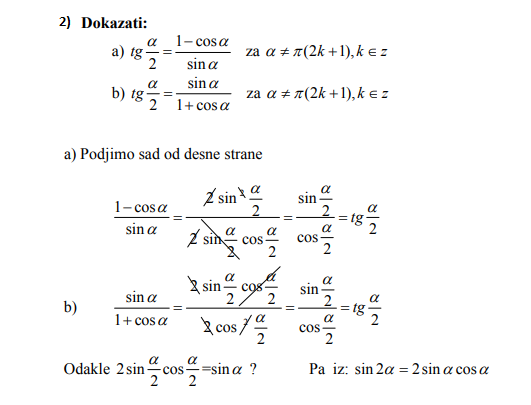 2) Dokazati:
a) tg α/2 = (1 − cos α)/(sin α) za α ≠ π(2k + 1), k ∈ z
b) tg α/2 = (sin α)/(1 + cos α) za α ≠ π(2k + 1), k ∈ z
a) Podjimo sad od desne strane
(1 − cos α)/(sin α) = (2 sin² α/2)/(2 sin α/2 cos α/2) = (sin α/2)/(cos α/2) = tg α/2
b) (sin α)/(1 + cos α) = (2 sin α/2 cos α/2)/(2 cos² α/2) = (sin α/2)/(cos α/2) = tg α/2
Odakle 2 sin α/2 cos α/2 = sin α ? Pa iz: sin 2α = 2 sin α cos α